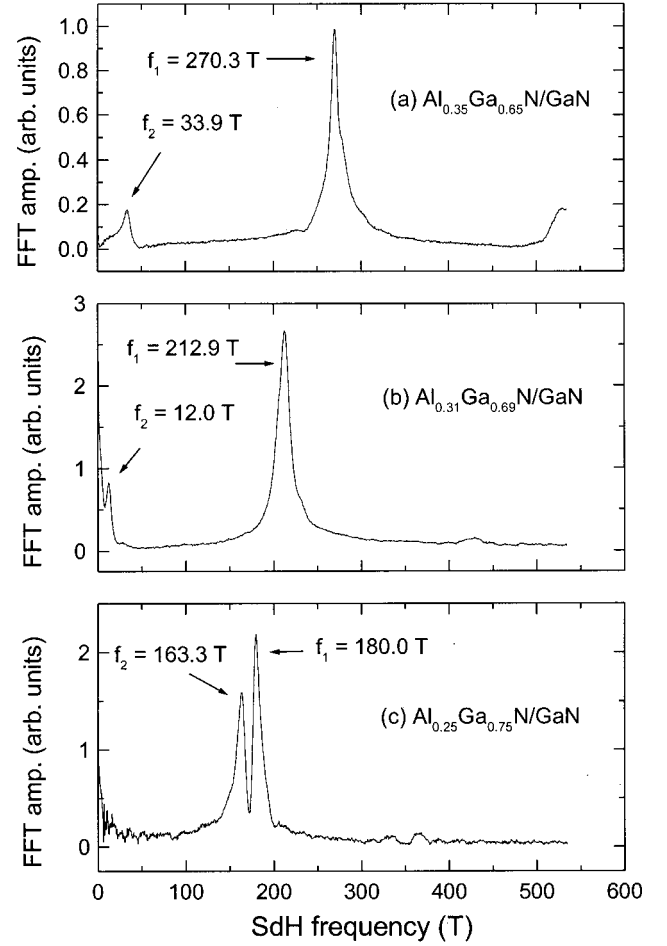 1.0
0.8
0.6
0.4
0.2
0.0
FFT amp. (arb. units)
f₁ = 270.3 T
f₂ = 33.9 T
(a) Al₀.₃₅Ga₀.₆₅N/GaN
3
2
1
0
FFT amp. (arb. units)
f₁ = 212.9 T
f₂ = 12.0 T
(b) Al₀.₃₁Ga₀.₆₉N/GaN
2
1
0
FFT amp. (arb. units)
f₂ = 163.3 T
f₁ = 180.0 T
(c) Al₀.₂₅Ga₀.₇₅N/GaN
0 100 200 300 400 500 600
SdH frequency (T)